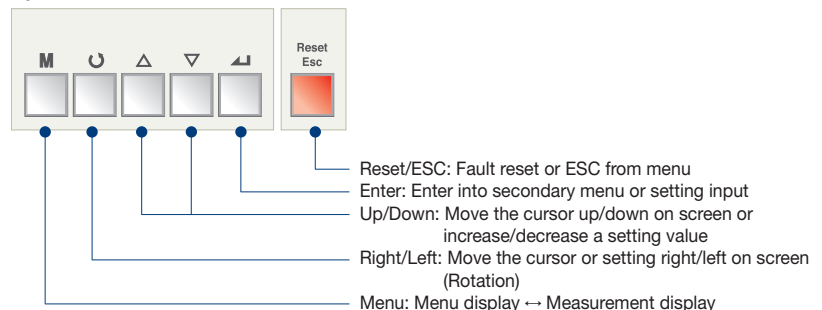 M
Reset
Esc
Reset/ESC: Fault reset or ESC from menu
Enter: Enter into secondary menu or setting input
Up/Down: Move the cursor up/down on screen or
increase/decrease a setting value
Right/Left: Move the cursor or setting right/left on screen
(Rotation)
Menu: Menu display ↔ Measurement display